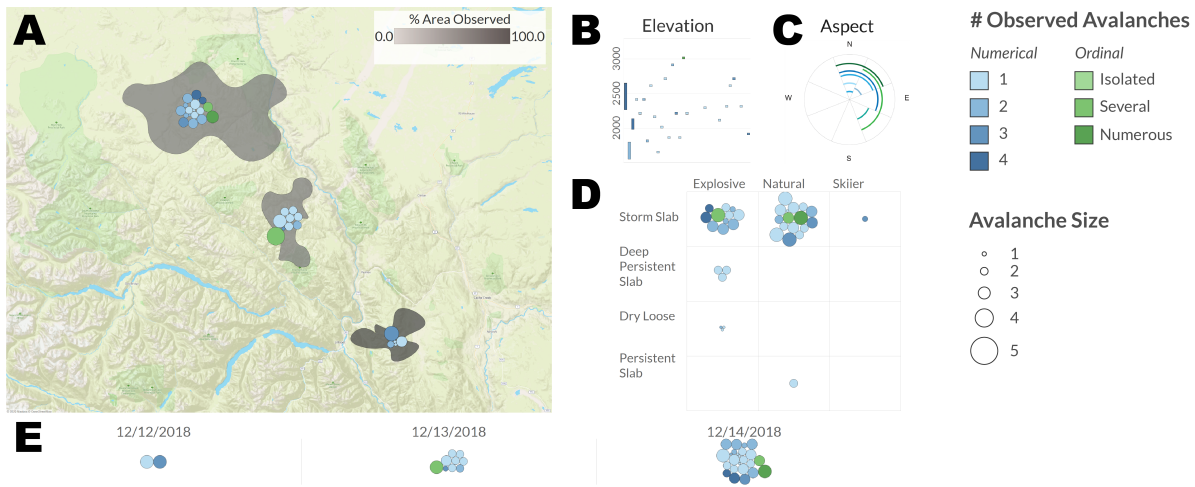 A
% Area Observed
0.0
100.0
B
Elevation
3000
2500
2000
C
Aspect
N
W
E
S
# Observed Avalanches
Numerical
Ordinal
1
Isolated
2
Several
3
Numerous
4
D
Explosive
Natural
Skiier
Storm Slab
Deep
Persistent
Slab
Dry Loose
Persistent
Slab
Avalanche Size
1
2
3
4
5
E
12/12/2018
12/13/2018
12/14/2018